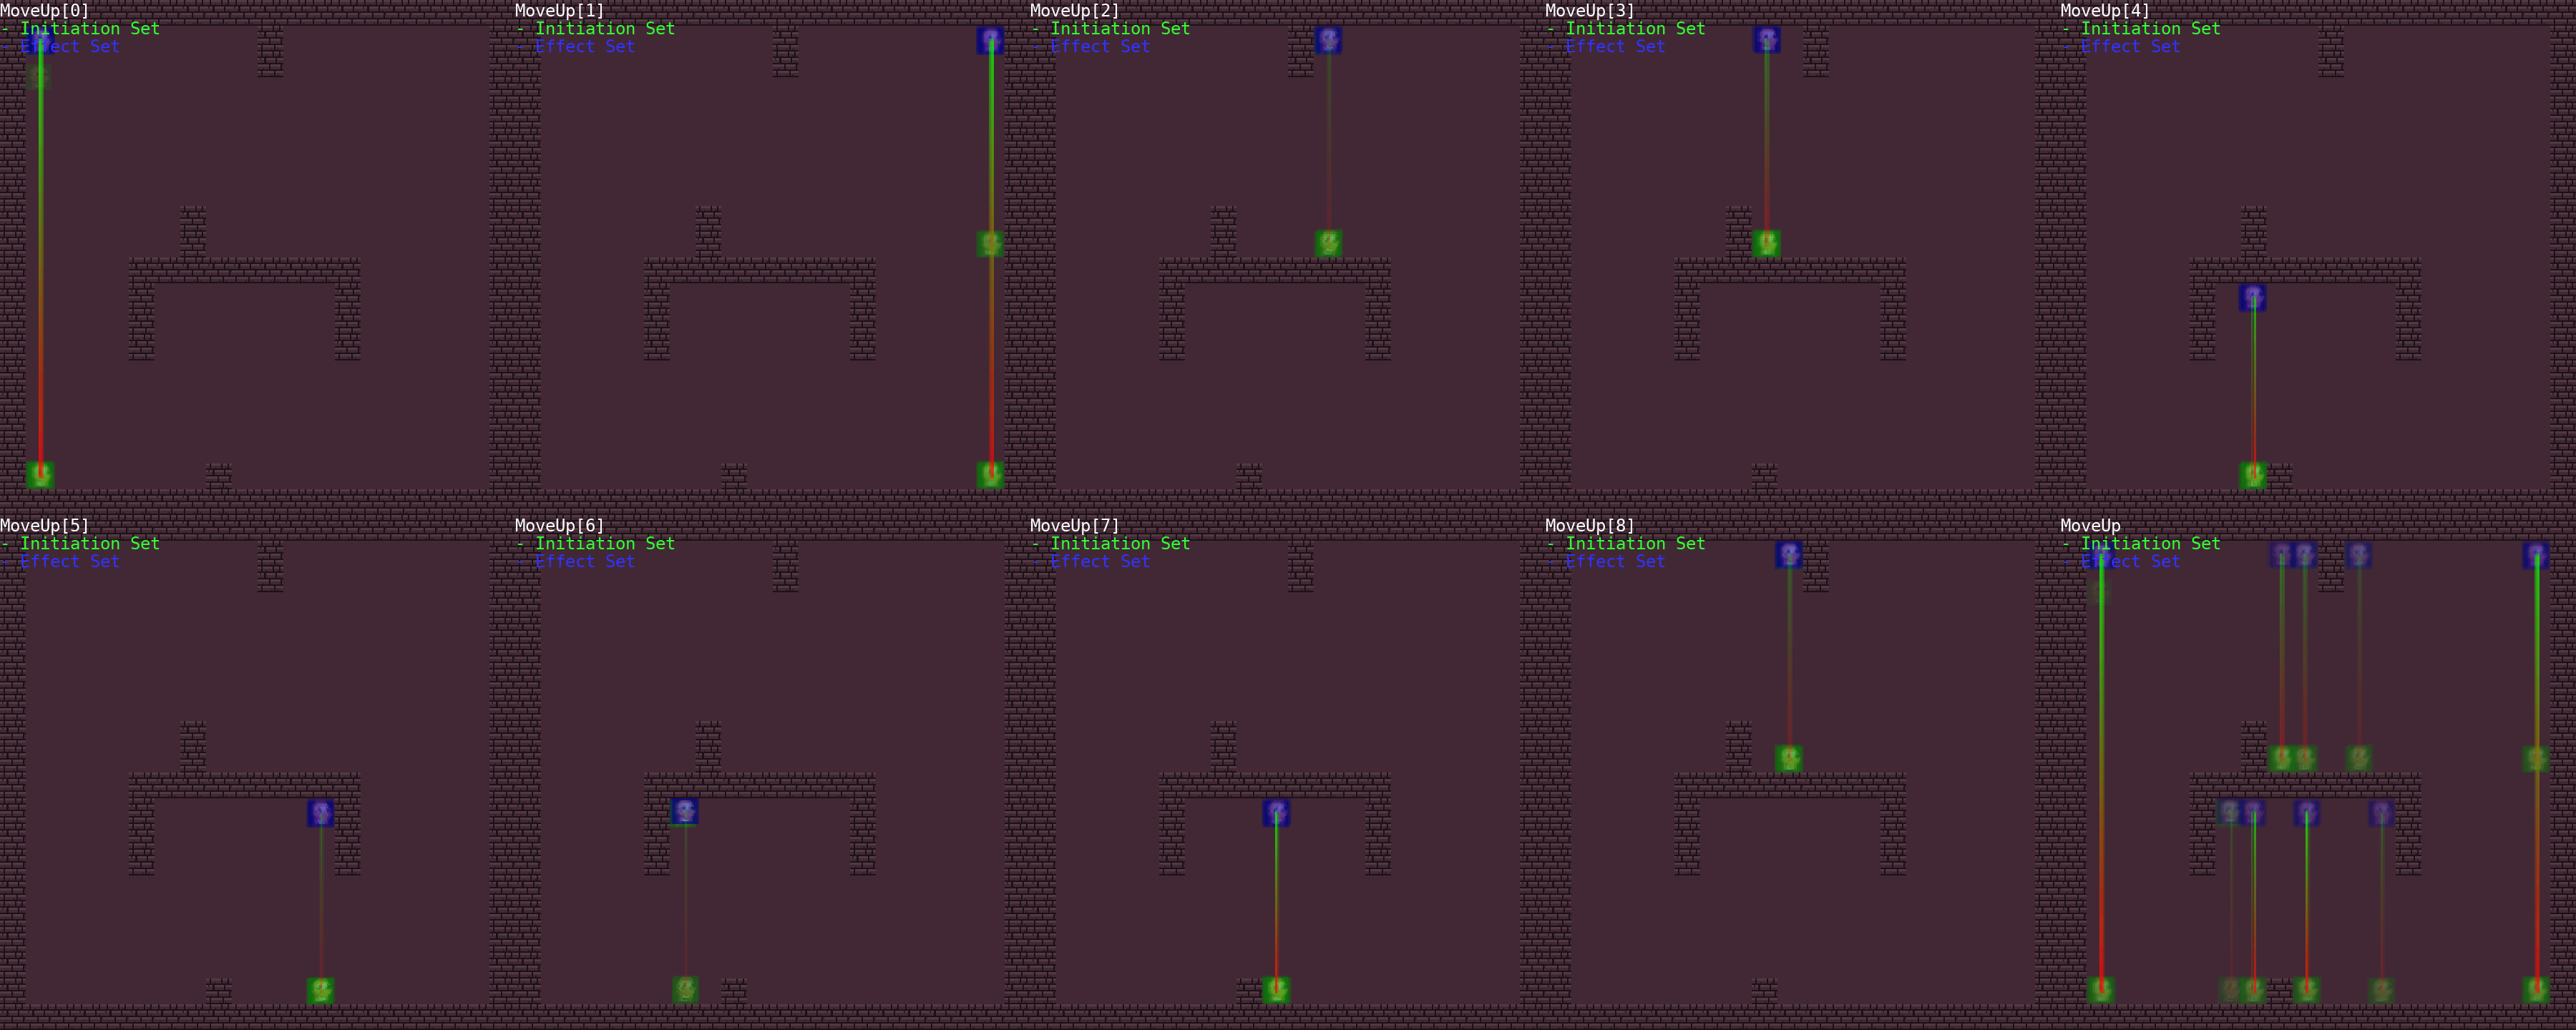 MoveUp[0]
- Initiation Set
- Effect Set
MoveUp[1]
- Initiation Set
- Effect Set
MoveUp[2]
- Initiation Set
- Effect Set
MoveUp[3]
- Initiation Set
- Effect Set
MoveUp[4]
- Initiation Set
- Effect Set
MoveUp[5]
- Initiation Set
- Effect Set
MoveUp[6]
- Initiation Set
- Effect Set
MoveUp[7]
- Initiation Set
- Effect Set
MoveUp[8]
- Initiation Set
- Effect Set
MoveUp
- Initiation Set
- Effect Set